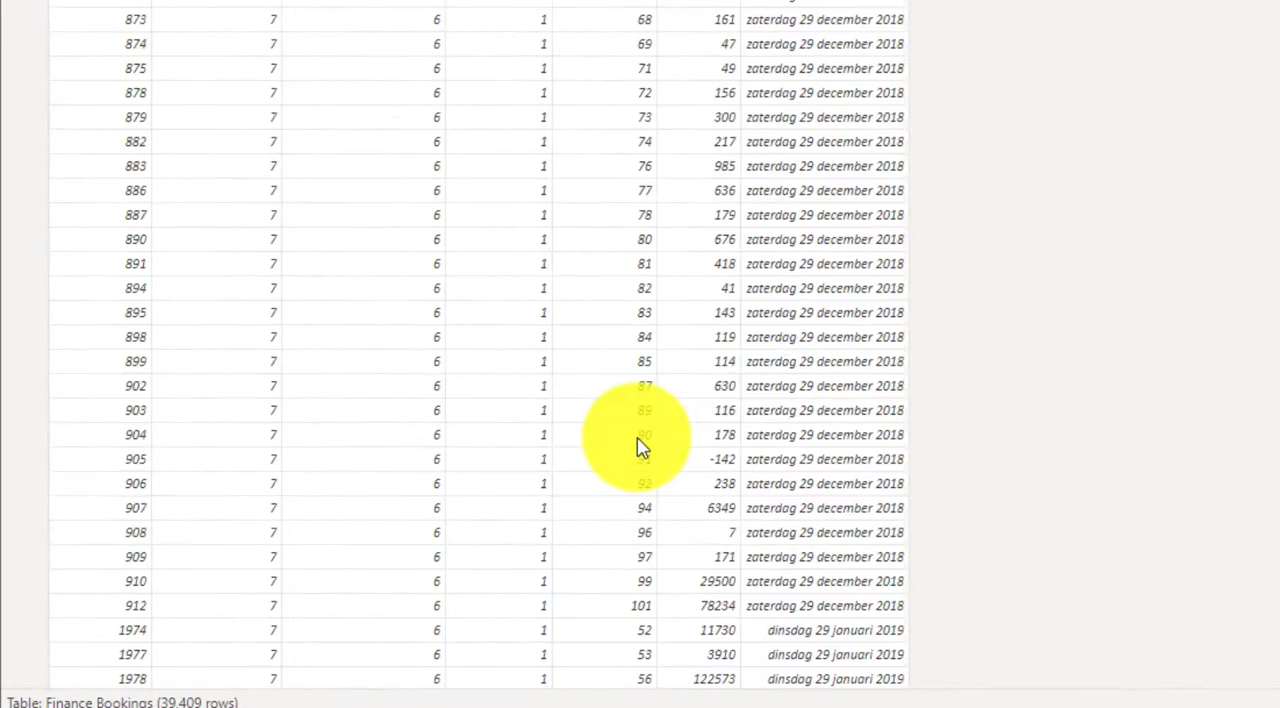 873 7 6 1 68 161 zaterdag 29 december 2018
874 7 6 1 69 47 zaterdag 29 december 2018
875 7 6 1 71 49 zaterdag 29 december 2018
878 7 6 1 72 156 zaterdag 29 december 2018
879 7 6 1 73 300 zaterdag 29 december 2018
882 7 6 1 74 217 zaterdag 29 december 2018
883 7 6 1 76 985 zaterdag 29 december 2018
886 7 6 1 77 636 zaterdag 29 december 2018
887 7 6 1 78 179 zaterdag 29 december 2018
890 7 6 1 80 676 zaterdag 29 december 2018
891 7 6 1 81 418 zaterdag 29 december 2018
894 7 6 1 82 41 zaterdag 29 december 2018
895 7 6 1 83 143 zaterdag 29 december 2018
898 7 6 1 84 119 zaterdag 29 december 2018
899 7 6 1 85 114 zaterdag 29 december 2018
902 7 6 1 87 630 zaterdag 29 december 2018
903 7 6 1 89 116 zaterdag 29 december 2018
904 7 6 1 90 178 zaterdag 29 december 2018
905 7 6 1 91 -142 zaterdag 29 december 2018
906 7 6 1 92 238 zaterdag 29 december 2018
907 7 6 1 94 6349 zaterdag 29 december 2018
908 7 6 1 96 7 zaterdag 29 december 2018
909 7 6 1 97 171 zaterdag 29 december 2018
910 7 6 1 99 29500 zaterdag 29 december 2018
912 7 6 1 101 78234 zaterdag 29 december 2018
1974 7 6 1 52 11730 dinsdag 29 januari 2019
1977 7 6 1 53 3910 dinsdag 29 januari 2019
1978 7 6 1 56 122573 dinsdag 29 januari 2019
Table: Finance Bookings (39.409 rows)